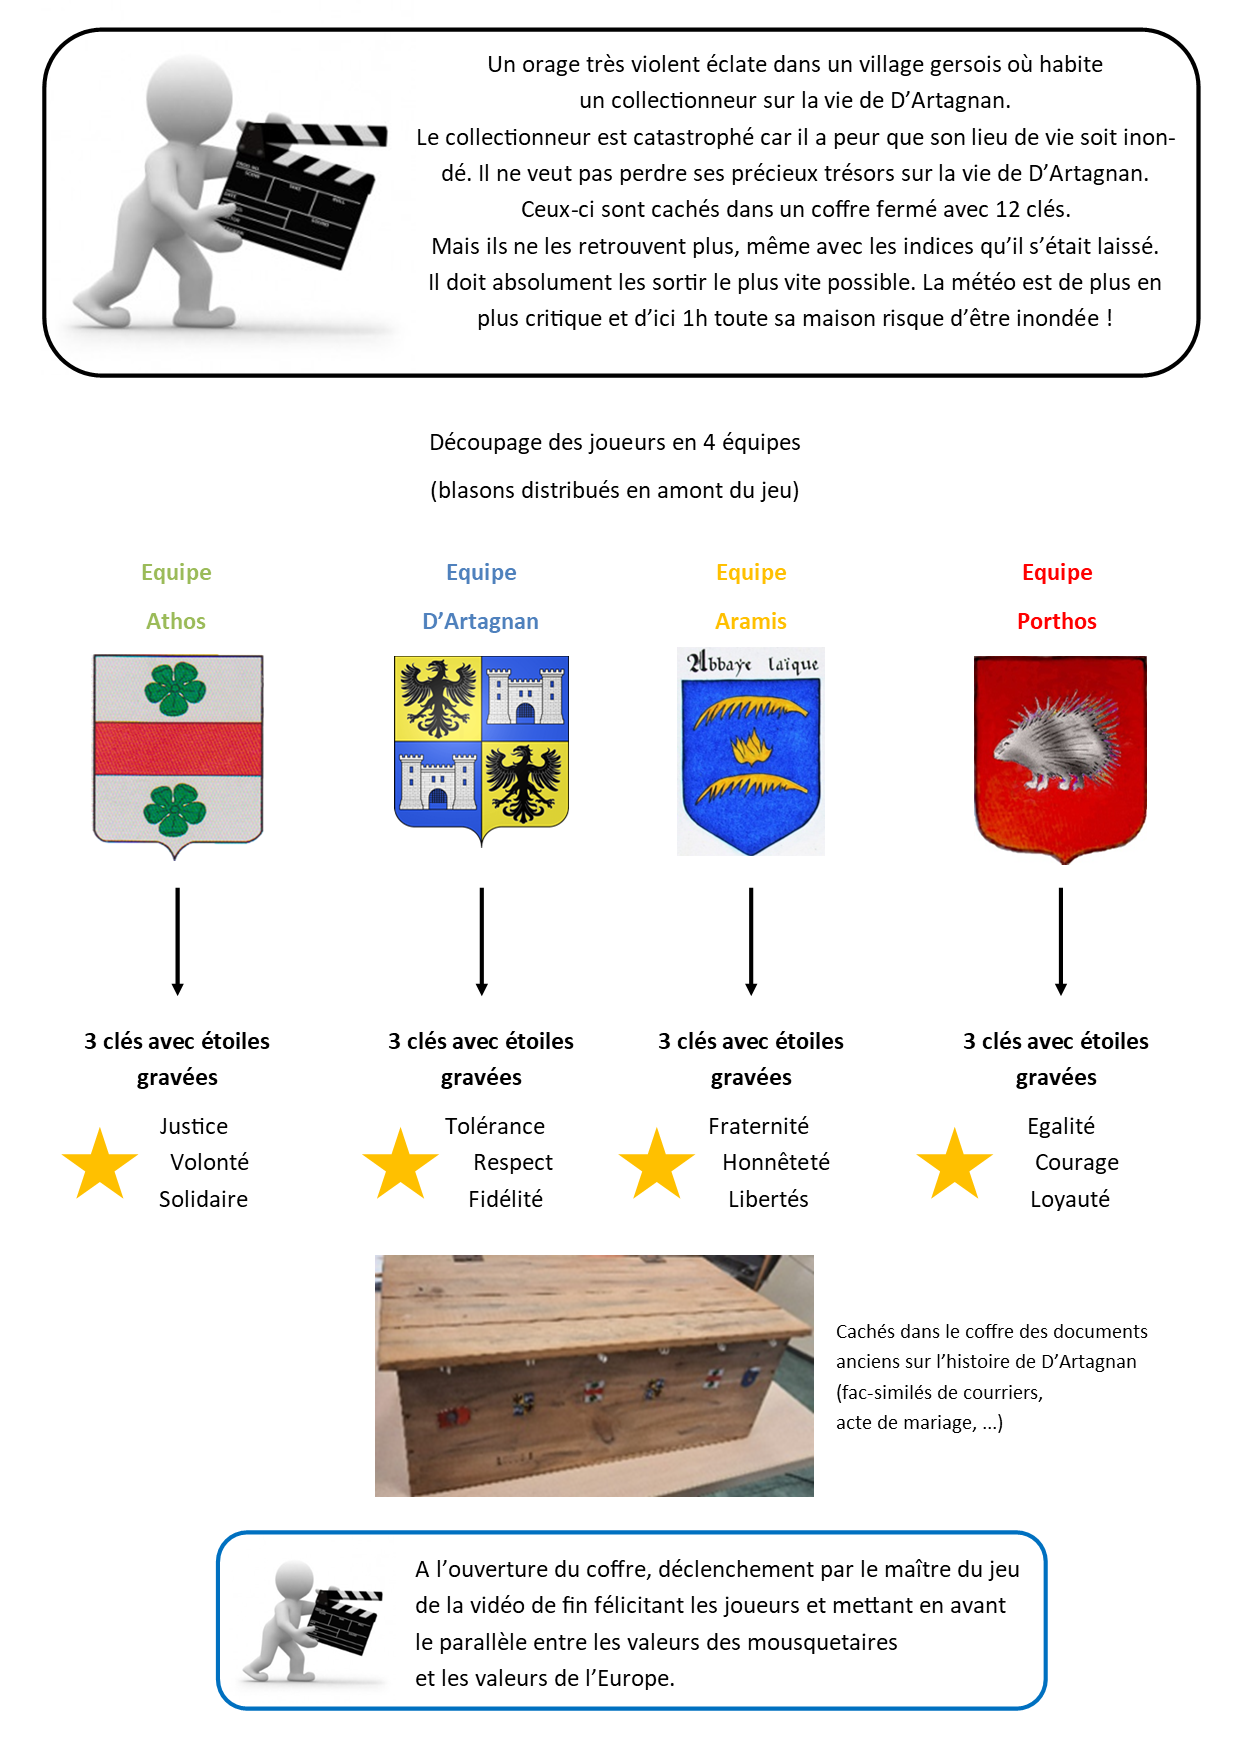 Un orage très violent éclate dans un village gersois où habite
un collectionneur sur la vie de D’Artagnan.
Le collectionneur est catastrophé car il a peur que son lieu de vie soit inon-
dé. Il ne veut pas perdre ses précieux trésors sur la vie de D’Artagnan.
Ceux-ci sont cachés dans un coffre fermé avec 12 clés.
Mais ils ne les retrouvent plus, même avec les indices qu’il s’était laissé.
Il doit absolument les sortir le plus vite possible. La météo est de plus en
plus critique et d’ici 1h toute sa maison risque d’être inondée !
Découpage des joueurs en 4 équipes
(blasons distribués en amont du jeu)
Equipe
Athos
Equipe
D’Artagnan
Equipe
Aramis
Equipe
Porthos
Abbaye laïque
3 clés avec étoiles
gravées
Justice
Volonté
Solidaire
3 clés avec étoiles
gravées
Tolérance
Respect
Fidélité
3 clés avec étoiles
gravées
Fraternité
Honnêteté
Libertés
3 clés avec étoiles
gravées
Egalité
Courage
Loyauté
Cachés dans le coffre des documents
anciens sur l’histoire de D’Artagnan
(fac-similés de courriers,
acte de mariage, ...)
A l’ouverture du coffre, déclenchement par le maître du jeu
de la vidéo de fin félicitant les joueurs et mettant en avant
le parallèle entre les valeurs des mousquetaires
et les valeurs de l’Europe.